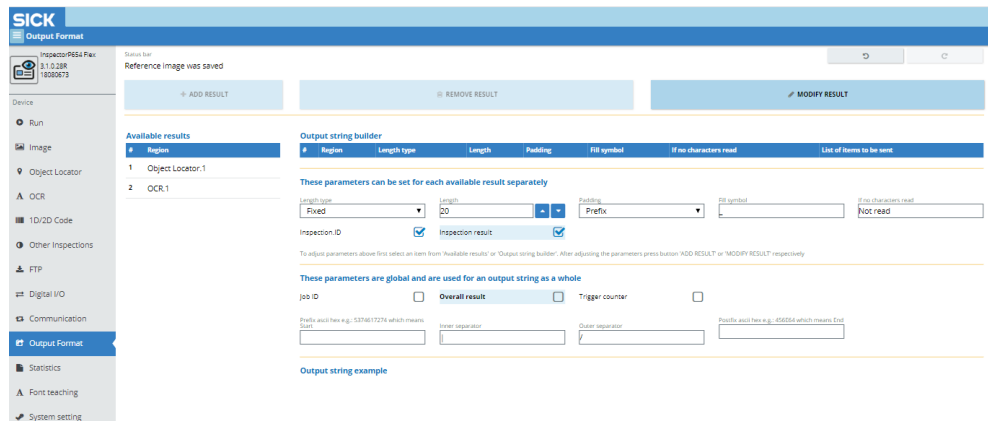 SICK
Output Format
InspectorP654 Flex
3.1.0.28R
18080673
Status bar
Reference image was saved
+ ADD RESULT
REMOVE RESULT
MODIFY RESULT
Device
Run
Image
Object Locator
OCR
1D/2D Code
Other Inspections
FTP
Digital I/O
Communication
Output Format
Statistics
Font teaching
System setting
Available results
# Region
1 Object Locator.1
2 OCR.1
Output string builder
# Region Length type Length Padding Fill symbol If no characters read List of items to be sent
These parameters can be set for each available result separately
Length type Length Padding Fill symbol If no characters read
Fixed 20 Prefix _ Not read
Inspection.ID Inspection result
To adjust parameters above first select an item from 'Available results' or 'Output string builder'. After adjusting the parameters press button 'ADD RESULT' or 'MODIFY RESULT' respectively
These parameters are global and are used for an output string as a whole
Job ID Overall result Trigger counter
Prefix ascii hex e.g.: 5374617274 which means Start
Inner separator
|
Outer separator
/
Postfix ascii hex e.g.: 456E64 which means End
Output string example